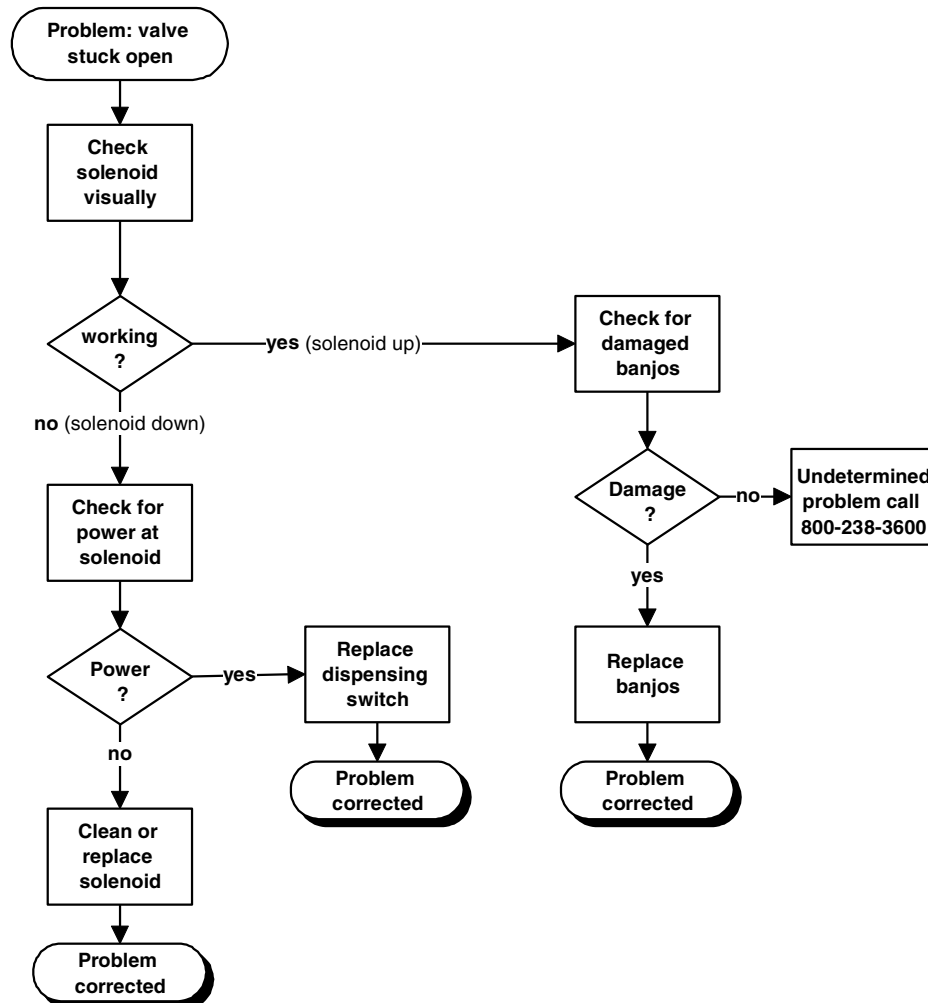 Problem: valve
stuck open
Check
solenoid
visually
working
?
yes (solenoid up)
Check for
damaged
banjos
no (solenoid down)
Damage
?
no
Undetermined
problem call
800-238-3600
Check for
power at
solenoid
yes
Power
?
yes
Replace
dispensing
switch
Replace
banjos
no
Problem
corrected
Problem
corrected
Clean or
replace
solenoid
Problem
corrected